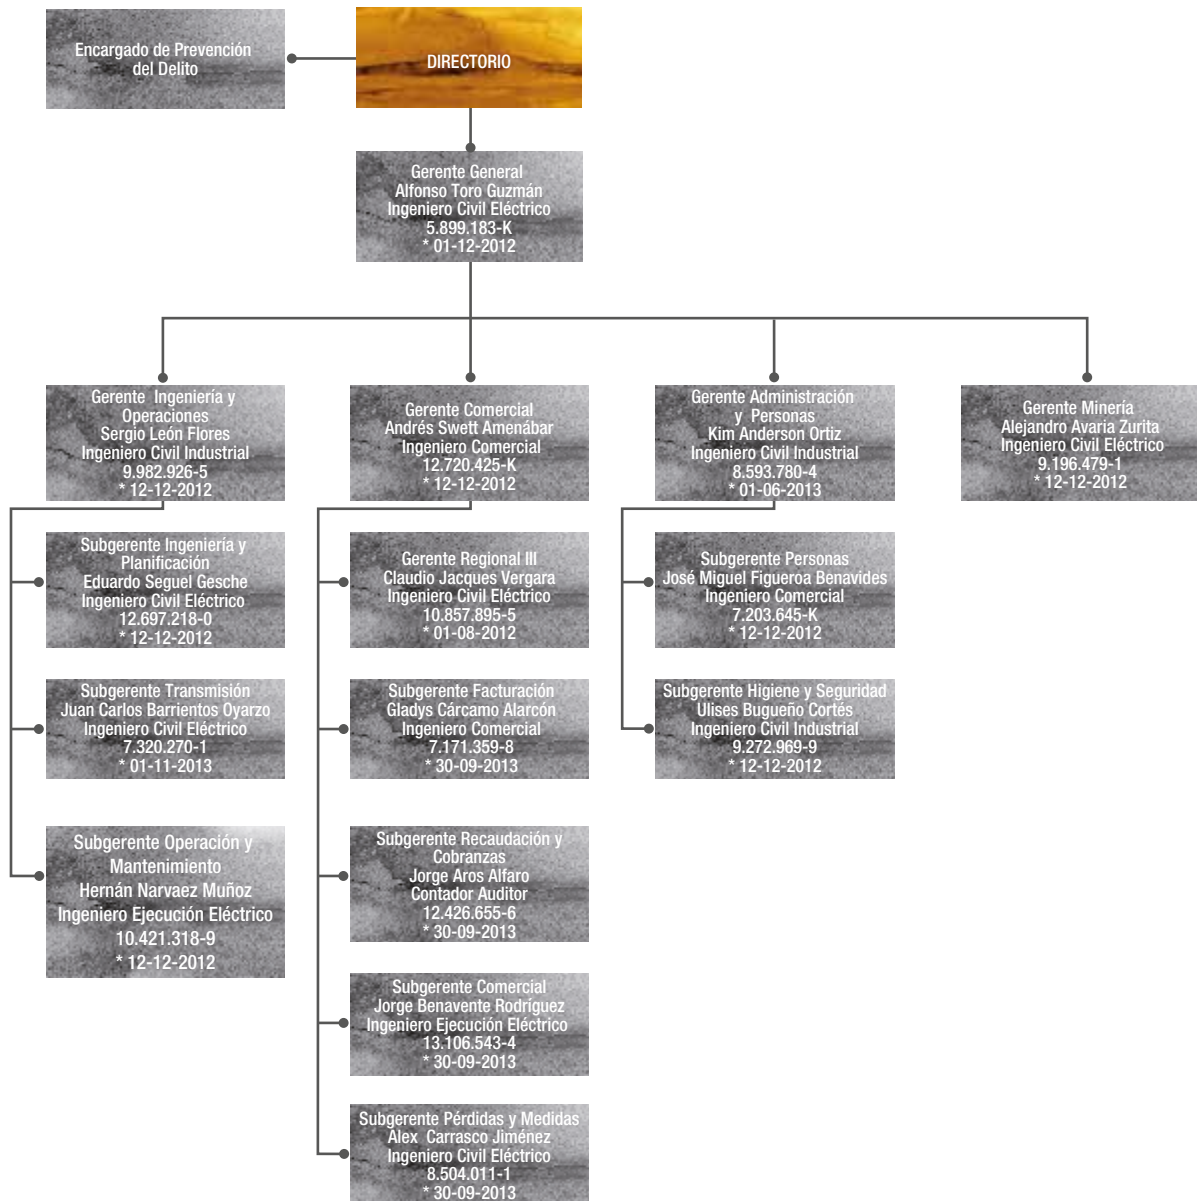 Encargado de Prevención
del Delito
DIRECTORIO
Gerente General
Alfonso Toro Guzmán
Ingeniero Civil Eléctrico
5.899.183-K
* 01-12-2012
Gerente Ingeniería y
Operaciones
Sergio León Flores
Ingeniero Civil Industrial
9.982.926-5
* 12-12-2012
Gerente Comercial
Andrés Swett Amenábar
Ingeniero Comercial
12.720.425-K
* 12-12-2012
Gerente Administración
y Personas
Kim Anderson Ortiz
Ingeniero Civil Industrial
8.593.780-4
* 01-06-2013
Gerente Minería
Alejandro Avaria Zurita
Ingeniero Civil Eléctrico
9.196.479-1
* 12-12-2012
Subgerente Ingeniería y
Planificación
Eduardo Seguel Gesche
Ingeniero Civil Eléctrico
12.697.218-0
* 12-12-2012
Subgerente Transmisión
Juan Carlos Barrientos Oyarzo
Ingeniero Civil Eléctrico
7.320.270-1
* 01-11-2013
Subgerente Operación y
Mantenimiento
Hernán Narvaez Muñoz
Ingeniero Ejecución Eléctrico
10.421.318-9
* 12-12-2012
Gerente Regional III
Claudio Jacques Vergara
Ingeniero Civil Eléctrico
10.857.895-5
* 01-08-2012
Subgerente Facturación
Gladys Cárcamo Alarcón
Ingeniero Comercial
7.171.359-8
* 30-09-2013
Subgerente Recaudación y
Cobranzas
Jorge Aros Alfaro
Contador Auditor
12.426.655-6
* 30-09-2013
Subgerente Comercial
Jorge Benavente Rodríguez
Ingeniero Ejecución Eléctrico
13.106.543-4
* 30-09-2013
Subgerente Pérdidas y Medidas
Alex Carrasco Jiménez
Ingeniero Civil Eléctrico
8.504.011-1
* 30-09-2013
Subgerente Personas
José Miguel Figueroa Benavides
Ingeniero Comercial
7.203.645-K
* 12-12-2012
Subgerente Higiene y Seguridad
Ulises Bugueño Cortés
Ingeniero Civil Industrial
9.272.969-9
* 12-12-2012